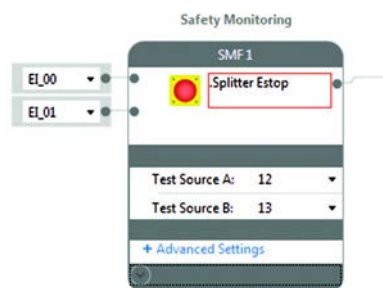 Safety Monitoring
SMF 1
EI_00
.Splitter Estop
EI_01
Test Source A: 12
Test Source B: 13
+ Advanced Settings